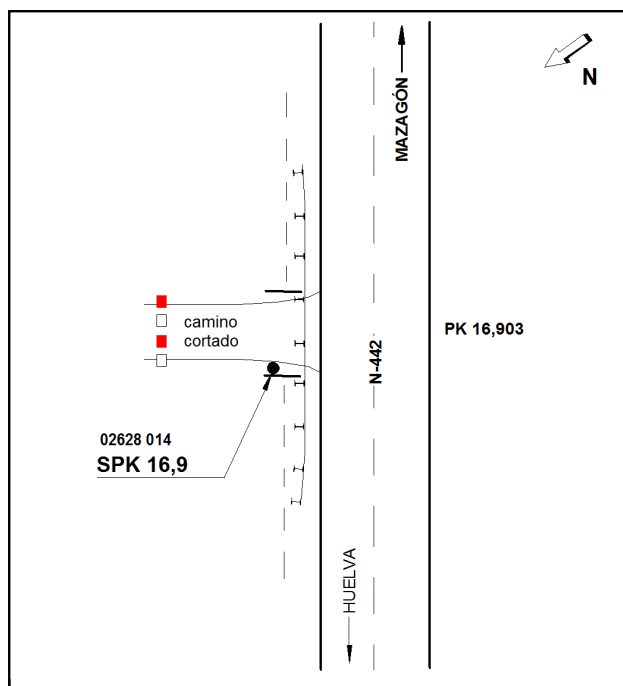 N
MAZAGÓN
camino
cortado
PK 16,903
N-442
02628 014
SPK 16,9
HUELVA